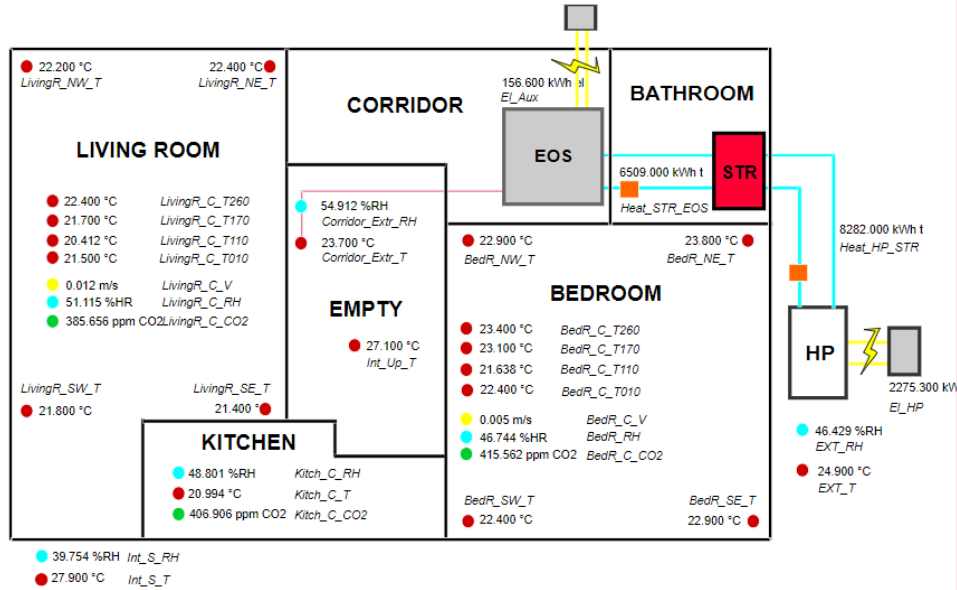 22.200 °C
LivingR_NW_T
22.400 °C
LivingR_NE_T
LIVING ROOM
22.400 °C LivingR_C_T260
21.700 °C LivingR_C_T170
20.412 °C LivingR_C_T110
21.500 °C LivingR_C_T010
0.012 m/s LivingR_C_V
51.115 %HR LivingR_C_RH
385.656 ppm CO2 LivingR_C_CO2
LivingR_SW_T
21.800 °C
LivingR_SE_T
21.400 °
CORRIDOR
156.600 kWh el
El_Aux
EOS
BATHROOM
STR
6509.000 kWh t
Heat_STR_EOS
8282.000 kWh t
Heat_HP_STR
54.912 %RH
Corridor_Extr_RH
23.700 °C
Corridor_Extr_T
EMPTY
27.100 °C
Int_Up_T
22.900 °C
BedR_NW_T
23.800 °C
BedR_NE_T
BEDROOM
23.400 °C BedR_C_T260
23.100 °C BedR_C_T170
21.638 °C BedR_C_T110
22.400 °C BedR_C_T010
0.005 m/s BedR_C_V
46.744 %HR BedR_RH
415.562 ppm CO2 BedR_C_CO2
BedR_SW_T
22.400 °C
BedR_SE_T
22.900 °C
HP
2275.300 kWh
El_HP
46.429 %RH
EXT_RH
24.900 °C
EXT_T
KITCHEN
48.801 %RH Kitch_C_RH
20.994 °C Kitch_C_T
406.906 ppm CO2 Kitch_C_CO2
39.754 %RH Int_S_RH
27.900 °C Int_S_T